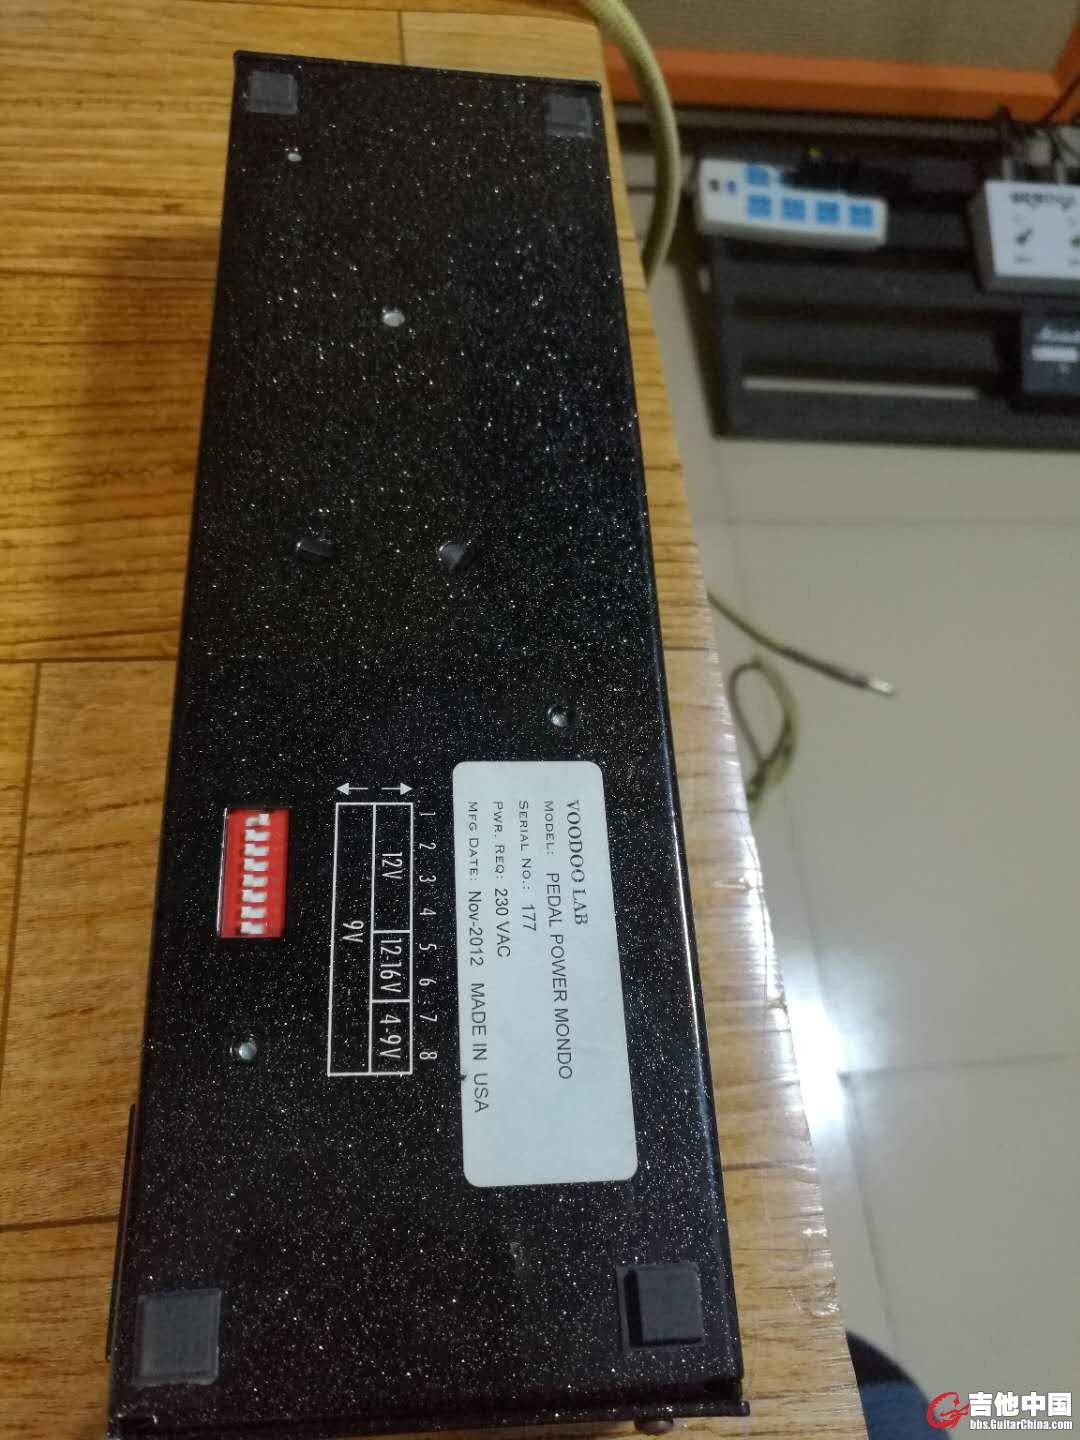 VOODOO LAB
MODEL: PEDAL POWER MONDO
SERIAL NO.: 177
PWR. REQ: 230 VAC
MFG DATE: Nov-2012 MADE IN USA
1 2 3 4 5 6 7 8
12V 12-16V 4-9V
9V
吉他中国
bbs.GuitarChina.com